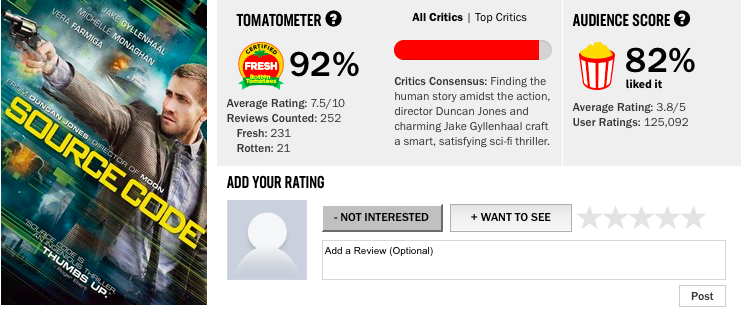 JAKE GYLLENHAAL
MICHELLE MONAGHAN
VERA FARMIGA
FROM DUNCAN JONES, DIRECTOR OF MOON
SOURCE CODE
"SOURCE CODE IS
AN INGENIOUS THRILLER
THUMBS UP."
- Roger Ebert
TOMATOMETER ?
CERTIFIED
FRESH
Rotten
Tomatoes
92%
Average Rating: 7.5/10
Reviews Counted: 252
Fresh: 231
Rotten: 21
All Critics | Top Critics
Critics Consensus: Finding the
human story amidst the action,
director Duncan Jones and
charming Jake Gyllenhaal craft
a smart, satisfying sci-fi thriller.
AUDIENCE SCORE ?
82%
liked it
Average Rating: 3.8/5
User Ratings: 125,092
ADD YOUR RATING
- NOT INTERESTED
+ WANT TO SEE
Add a Review (Optional)
Post